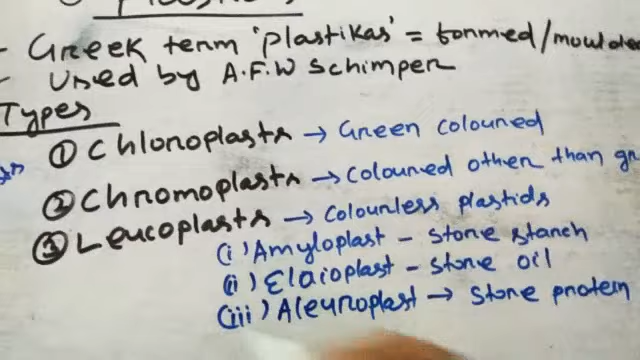 - Greek term 'plastikas' = formed/moulded
- Used by A.F.W Schimper
Types
① Chloroplasts → Green coloured
② Chromoplasts → Coloured other than gr
③ Leucoplasts → Colourless plastids
(i) Amyloplast - Store starch
(ii) Elaioplast - Store oil
(iii) Aleuroplast → Store protein